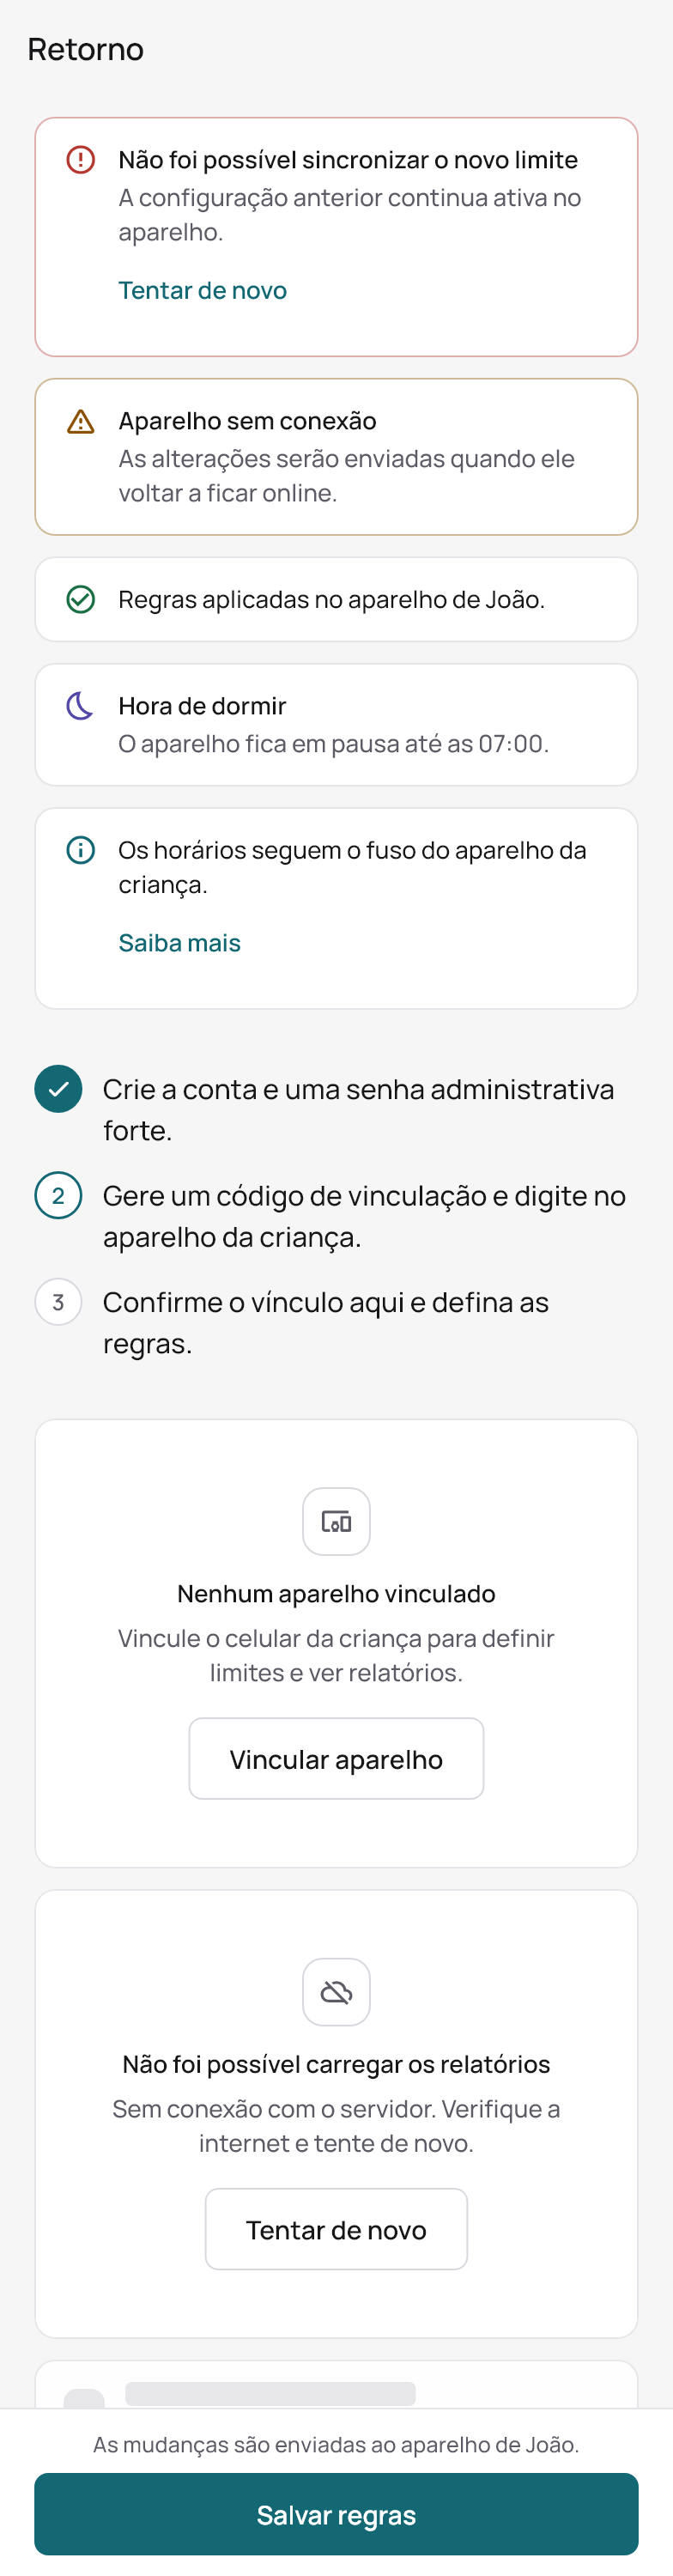 Retorno
Não foi possível sincronizar o novo limite
A configuração anterior continua ativa no
aparelho.
Tentar de novo
Aparelho sem conexão
As alterações serão enviadas quando ele
voltar a ficar online.
Regras aplicadas no aparelho de João.
Hora de dormir
O aparelho fica em pausa até as 07:00.
Os horários seguem o fuso do aparelho da
criança.
Saiba mais
Crie a conta e uma senha administrativa
forte.
2 Gere um código de vinculação e digite no
aparelho da criança.
3 Confirme o vínculo aqui e defina as
regras.
Nenhum aparelho vinculado
Vincule o celular da criança para definir
limites e ver relatórios.
Vincular aparelho
Não foi possível carregar os relatórios
Sem conexão com o servidor. Verifique a
internet e tente de novo.
Tentar de novo
As mudanças são enviadas ao aparelho de João.
Salvar regras